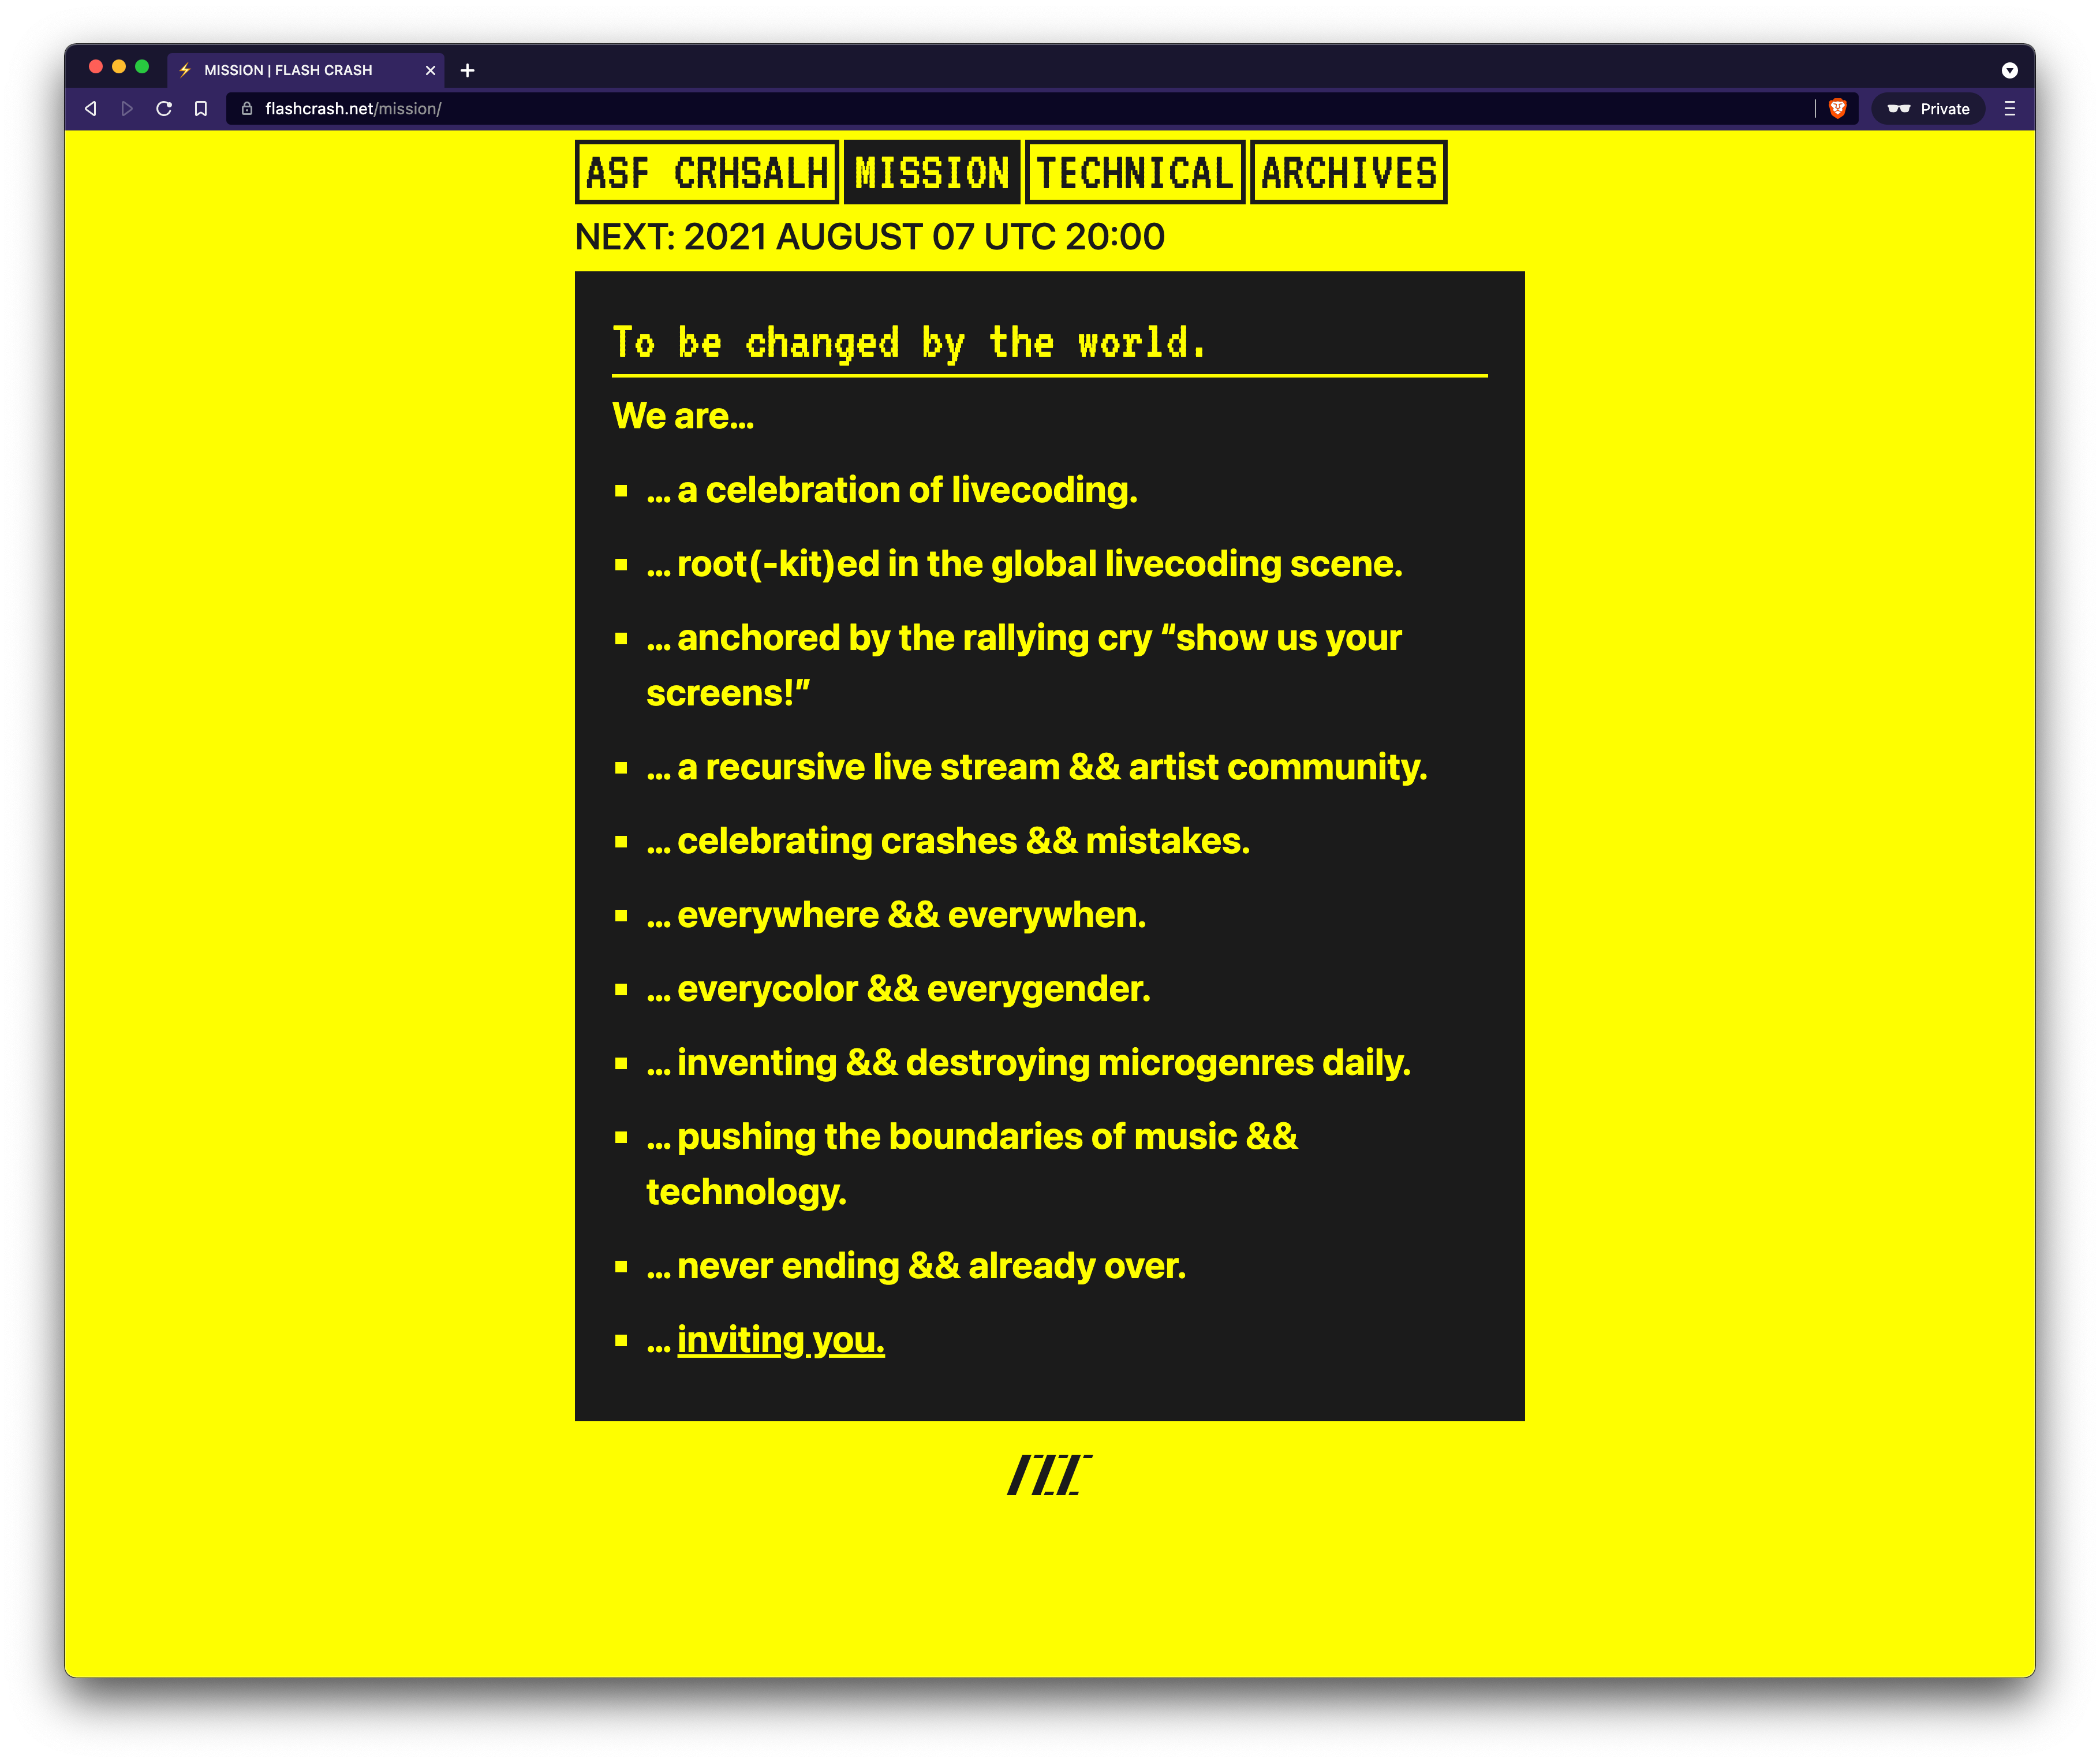 MISSION | FLASH CRASH
flashcrash.net/mission/
Private
ASF CRHSALH MISSION TECHNICAL ARCHIVES
NEXT: 2021 AUGUST 07 UTC 20:00
To be changed by the world.
We are…
… a celebration of livecoding.
… root(-kit)ed in the global livecoding scene.
… anchored by the rallying cry “show us your
screens!”
… a recursive live stream && artist community.
… celebrating crashes && mistakes.
… everywhere && everywhen.
… everycolor && everygender.
… inventing && destroying microgenres daily.
… pushing the boundaries of music &&
technology.
… never ending && already over.
… inviting you.